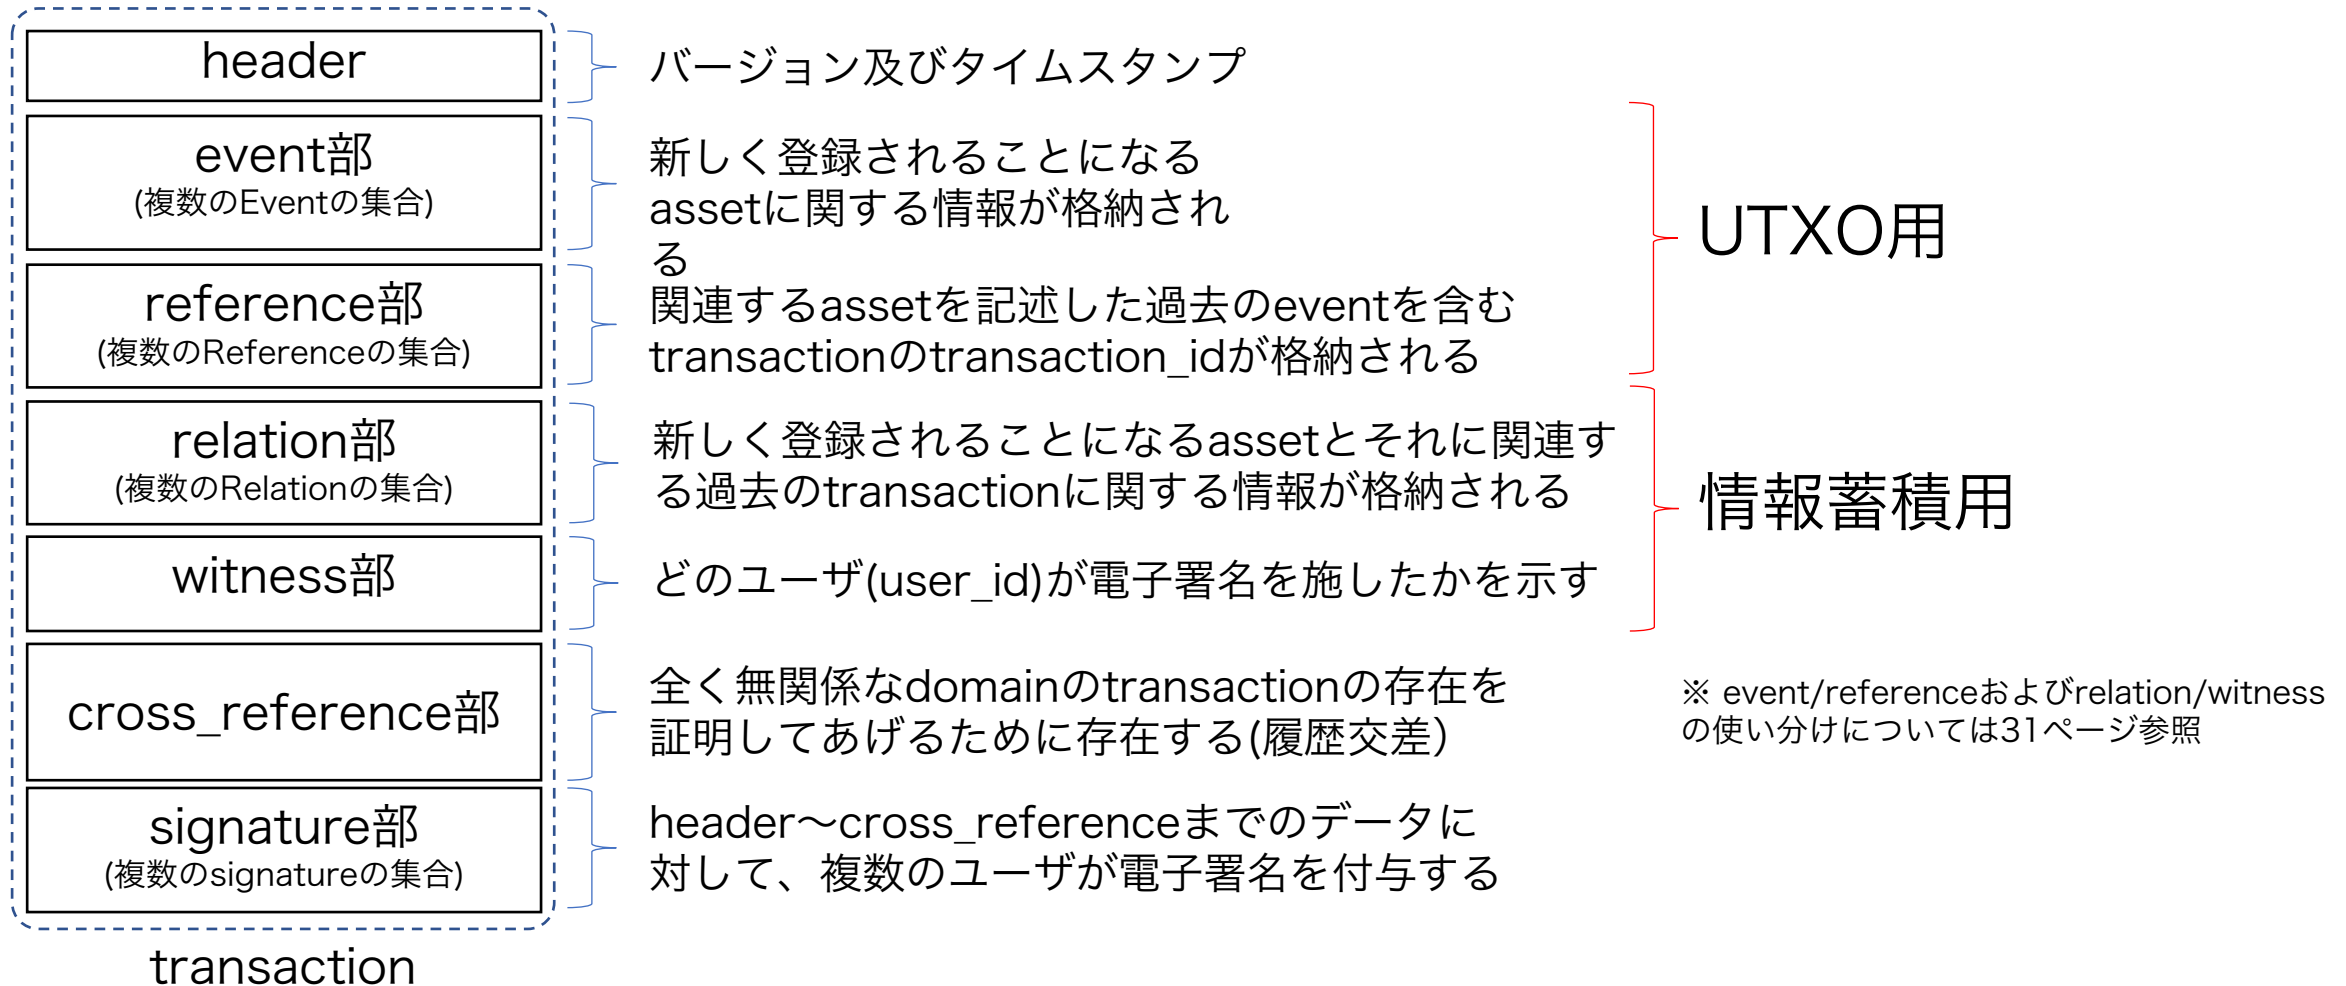 header
バージョン及びタイムスタンプ
event部
(複数のEventの集合)
新しく登録されることになる
assetに関する情報が格納され
る
reference部
(複数のReferenceの集合)
関連するassetを記述した過去のeventを含む
transactionのtransaction_idが格納される
UTXO用
relation部
(複数のRelationの集合)
新しく登録されることになるassetとそれに関連す
る過去のtransactionに関する情報が格納される
witness部
どのユーザ(user_id)が電子署名を施したかを示す
情報蓄積用
cross_reference部
全く無関係なdomainのtransactionの存在を
証明してあげるために存在する(履歴交差）
※ event/referenceおよびrelation/witness
の使い分けについては31ページ参照
signature部
(複数のsignatureの集合)
header〜cross_referenceまでのデータに
対して、複数のユーザが電子署名を付与する
transaction